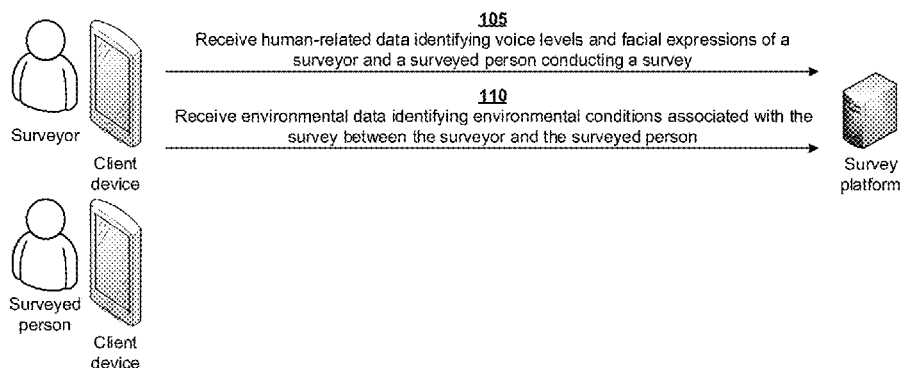 105
Receive human-related data identifying voice levels and facial expressions of a
surveyor and a surveyed person conducting a survey
110
Receive environmental data identifying environmental conditions associated with the
survey between the surveyor and the surveyed person
Surveyor
Client
device
Survey
platform
Surveyed
person
Client
device